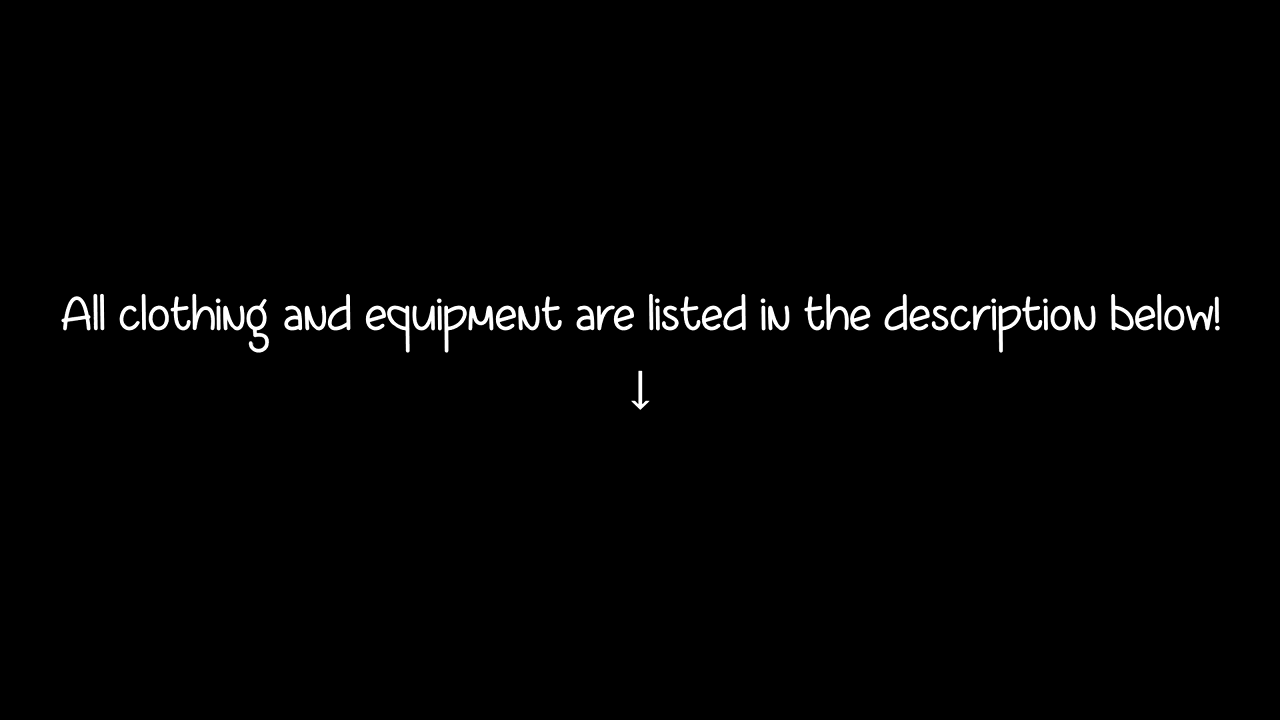 All clothing and equipment are listed in the description below!
↓